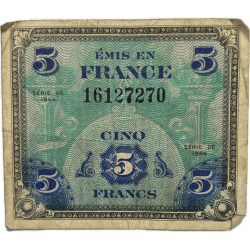 5 ÉMIS EN 5
FRANCE
SÉRIE DE
1944
16127270
CINQ
SÉRIE DE
1944
5 5 5
FRANCS